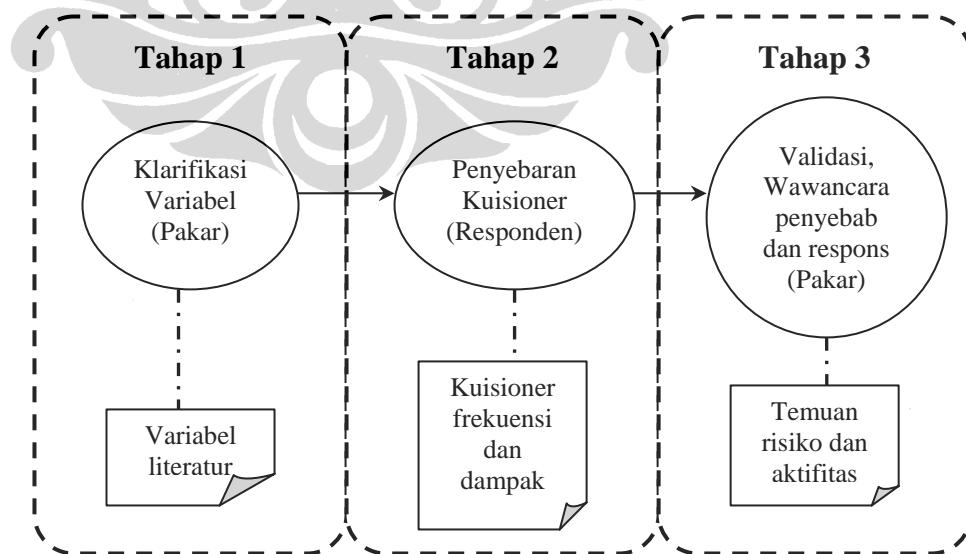 Tahap 1
Klarifikasi
Variabel
(Pakar)
Variabel
literatur
Tahap 2
Penyebaran
Kuisioner
(Responden)
Kuisioner
frekuensi
dan
dampak
Tahap 3
Validasi,
Wawancara
penyebab
dan respons
(Pakar)
Temuan
risiko dan
aktifitas